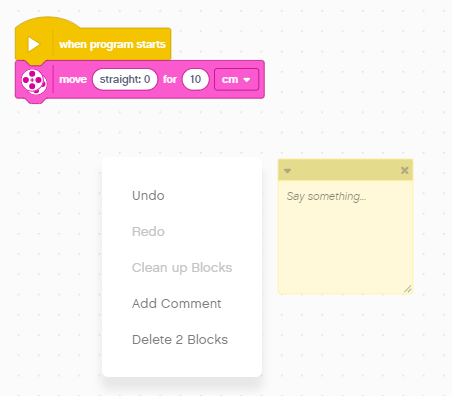 when program starts
move straight: 0 for 10 cm
Undo
Say something...
Redo
Clean up Blocks
Add Comment
Delete 2 Blocks